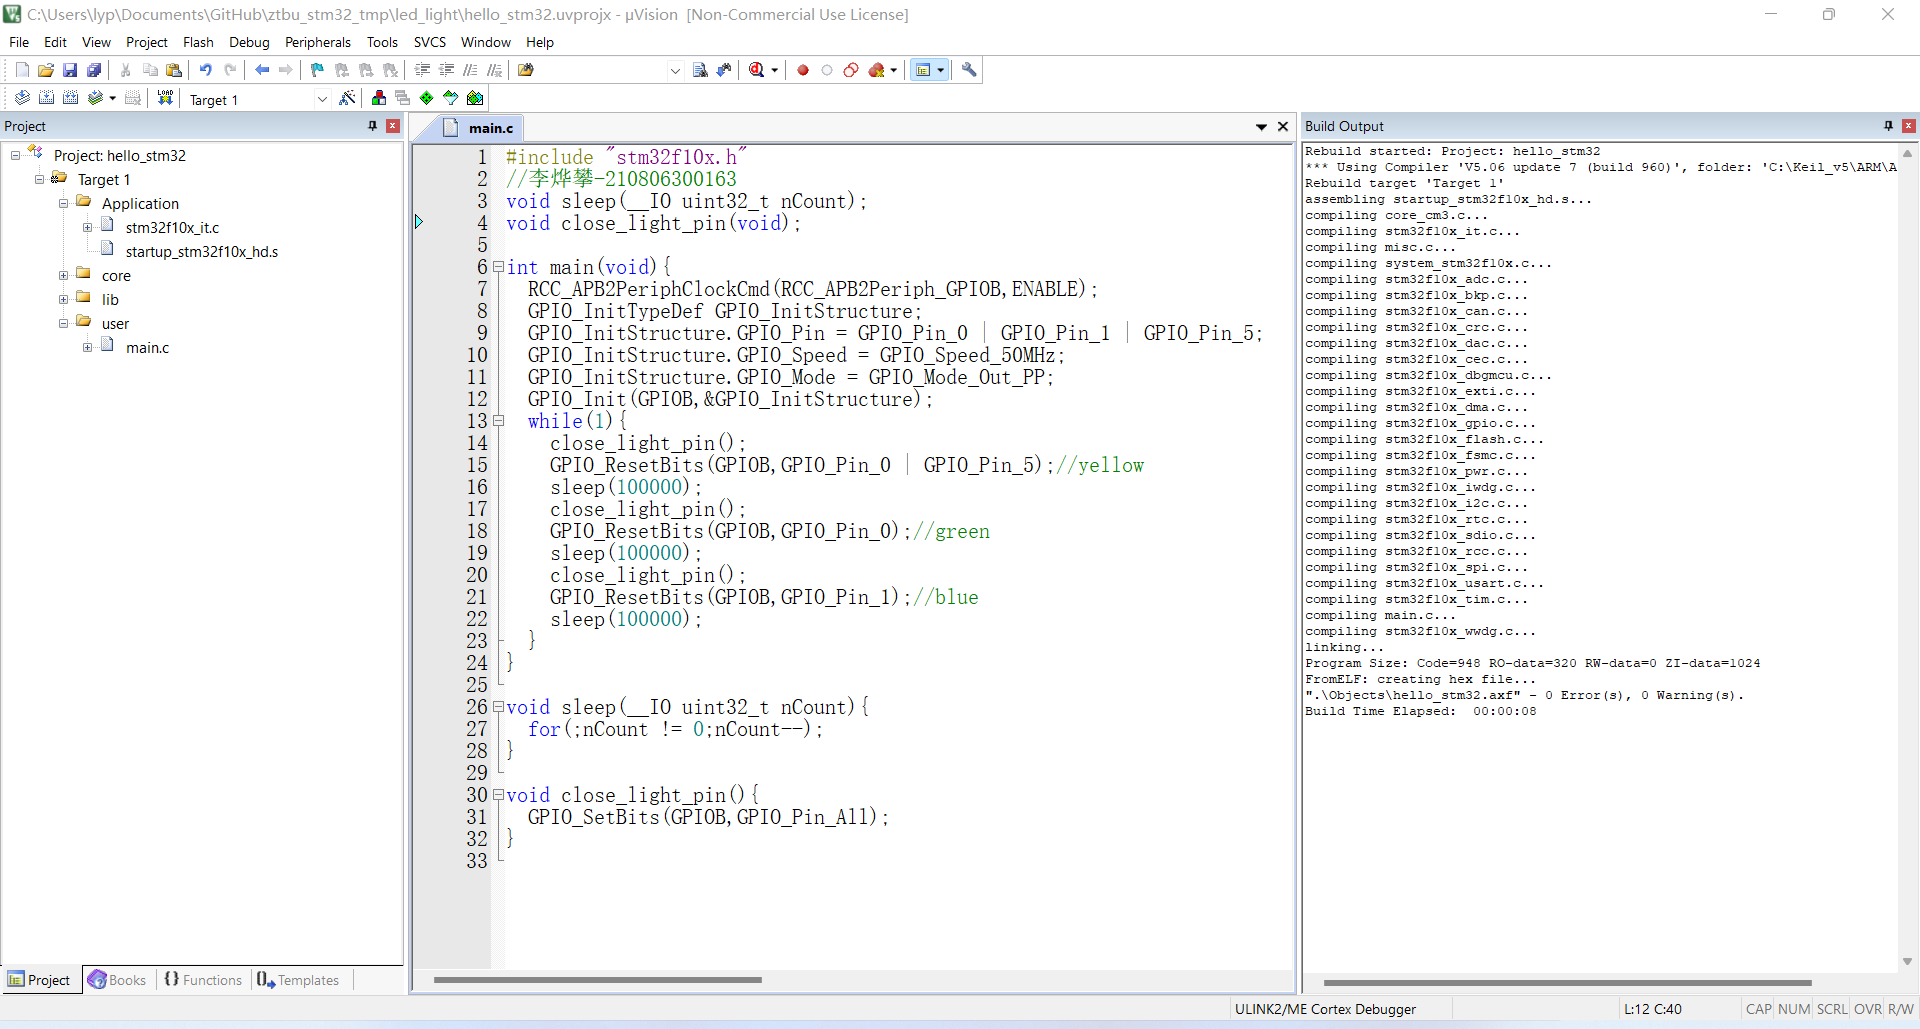 C:\Users\lyp\Documents\GitHub\ztbu_stm32_tmp\led_light\hello_stm32.uvprojx - µVision  [Non-Commercial Use License]
File Edit View Project Flash Debug Peripherals Tools SVCS Window Help
LOAD Target 1
Project
Project: hello_stm32
Target 1
Application
stm32f10x_it.c
startup_stm32f10x_hd.s
core
lib
user
main.c
Project Books {} Functions Templates
main.c
1 #include "stm32f10x.h"
2 //李烨攀-210806300163
3 void sleep(__IO uint32_t nCount);
4 void close_light_pin(void);
5
6 int main(void){
7 RCC_APB2PeriphClockCmd(RCC_APB2Periph_GPIOB,ENABLE);
8 GPIO_InitTypeDef GPIO_InitStructure;
9 GPIO_InitStructure.GPIO_Pin = GPIO_Pin_0 | GPIO_Pin_1 | GPIO_Pin_5;
10 GPIO_InitStructure.GPIO_Speed = GPIO_Speed_50MHz;
11 GPIO_InitStructure.GPIO_Mode = GPIO_Mode_Out_PP;
12 GPIO_Init(GPIOB,&GPIO_InitStructure);
13 while(1){
14 close_light_pin();
15 GPIO_ResetBits(GPIOB,GPIO_Pin_0 | GPIO_Pin_5);//yellow
16 sleep(100000);
17 close_light_pin();
18 GPIO_ResetBits(GPIOB,GPIO_Pin_0);//green
19 sleep(100000);
20 close_light_pin();
21 GPIO_ResetBits(GPIOB,GPIO_Pin_1);//blue
22 sleep(100000);
23 }
24 }
25
26 void sleep(__IO uint32_t nCount){
27 for(;nCount != 0;nCount--);
28 }
29
30 void close_light_pin(){
31 GPIO_SetBits(GPIOB,GPIO_Pin_All);
32 }
33
Build Output
Rebuild started: Project: hello_stm32
*** Using Compiler 'V5.06 update 7 (build 960)', folder: 'C:\Keil_v5\ARM\A
Rebuild target 'Target 1'
assembling startup_stm32f10x_hd.s...
compiling core_cm3.c...
compiling stm32f10x_it.c...
compiling misc.c...
compiling system_stm32f10x.c...
compiling stm32f10x_adc.c...
compiling stm32f10x_bkp.c...
compiling stm32f10x_can.c...
compiling stm32f10x_crc.c...
compiling stm32f10x_dac.c...
compiling stm32f10x_cec.c...
compiling stm32f10x_dbgmcu.c...
compiling stm32f10x_exti.c...
compiling stm32f10x_dma.c...
compiling stm32f10x_gpio.c...
compiling stm32f10x_flash.c...
compiling stm32f10x_fsmc.c...
compiling stm32f10x_pwr.c...
compiling stm32f10x_iwdg.c...
compiling stm32f10x_i2c.c...
compiling stm32f10x_rtc.c...
compiling stm32f10x_sdio.c...
compiling stm32f10x_rcc.c...
compiling stm32f10x_spi.c...
compiling stm32f10x_usart.c...
compiling stm32f10x_tim.c...
compiling main.c...
compiling stm32f10x_wwdg.c...
linking...
Program Size: Code=948 RO-data=320 RW-data=0 ZI-data=1024
FromELF: creating hex file...
".\Objects\hello_stm32.axf" - 0 Error(s), 0 Warning(s).
Build Time Elapsed:  00:00:08
ULINK2/ME Cortex Debugger L:12 C:40 CAP NUM SCRL OVR R/W